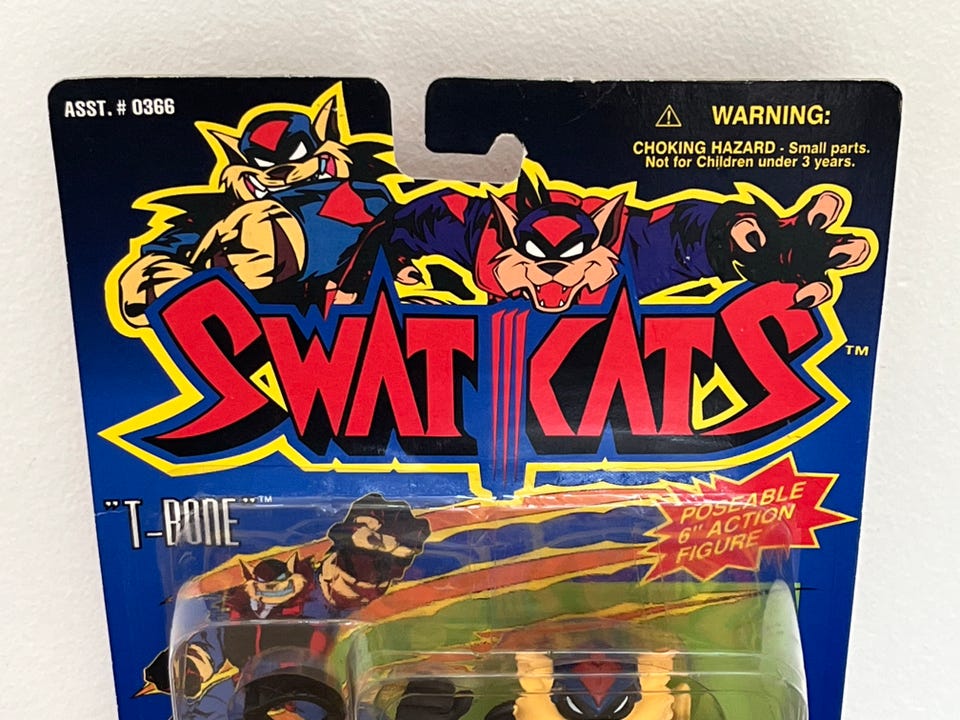 ASST. # 0366
⚠ WARNING:
CHOKING HAZARD - Small parts.
Not for Children under 3 years.
SWAT KATS™
"T-BONE"™
POSEABLE
6" ACTION
FIGURE